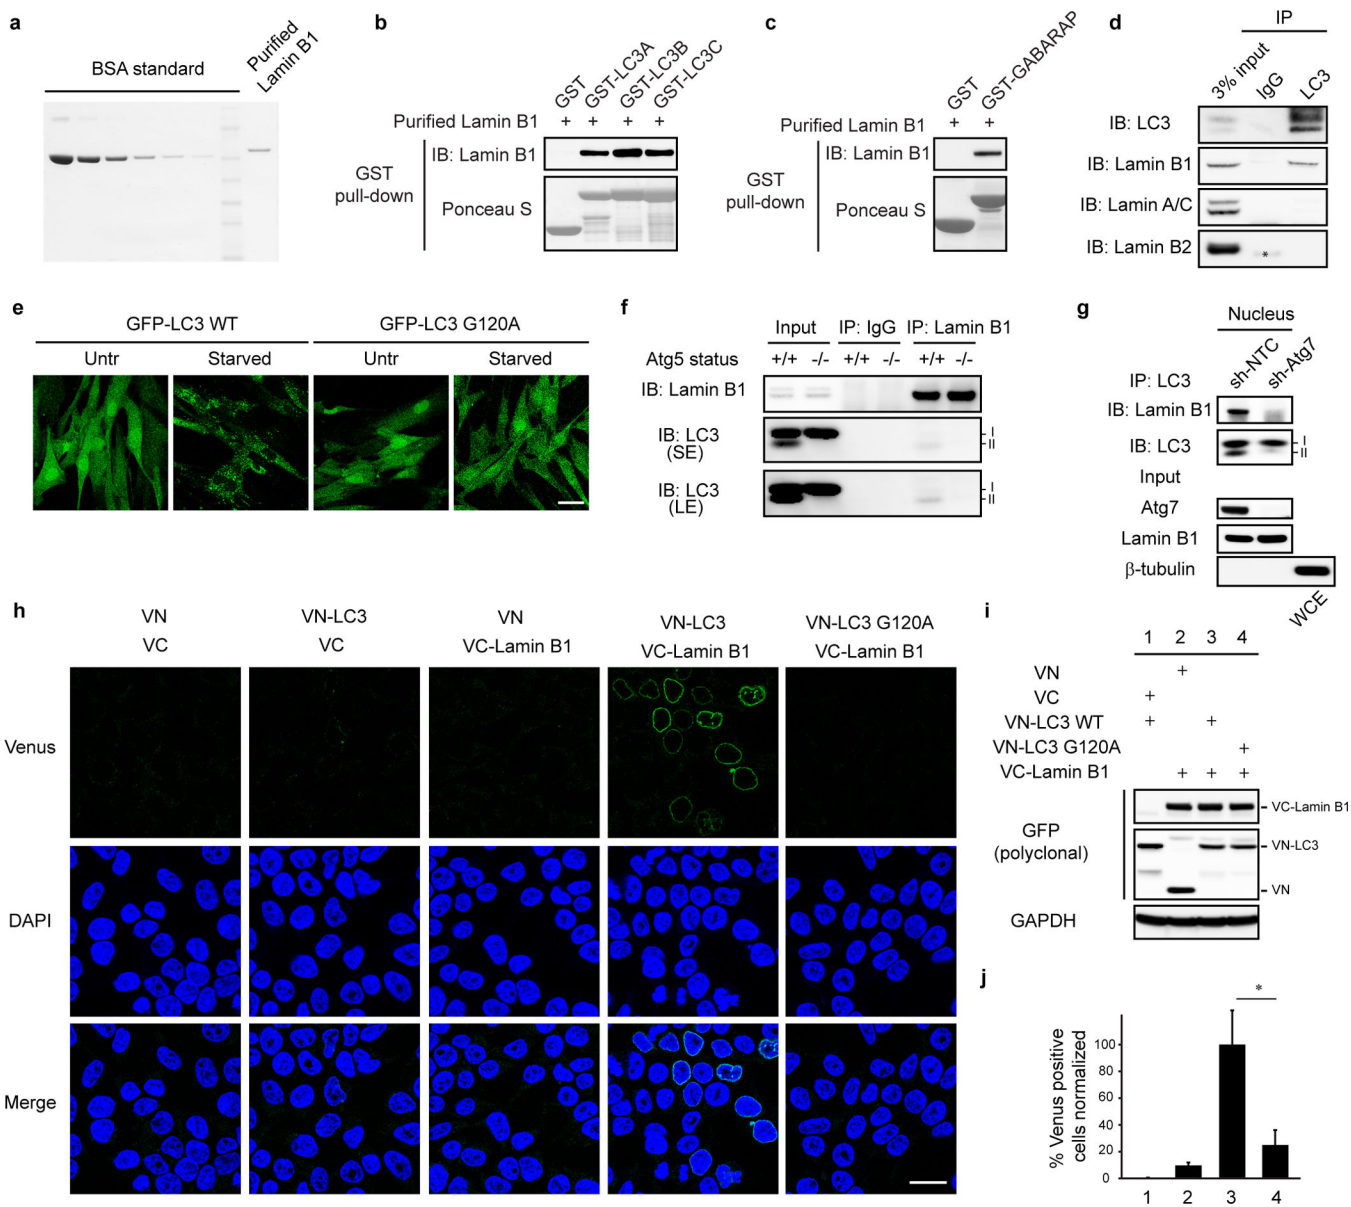 a
BSA standard
Purified
Lamin B1
b
GST
GST-LC3A
GST-LC3B
GST-LC3C
Purified Lamin B1
+ + + +
IB: Lamin B1
GST
pull-down
Ponceau S
c
GST
GST-GABARAP
Purified Lamin B1
+ +
IB: Lamin B1
GST
pull-down
Ponceau S
d
IP
3% input
IgG
LC3
IB: LC3
IB: Lamin B1
IB: Lamin A/C
IB: Lamin B2
*
e
GFP-LC3 WT
GFP-LC3 G120A
Untr
Starved
Untr
Starved
f
Input
IP: IgG
IP: Lamin B1
Atg5 status
+/+ -/- +/+ -/- +/+ -/-
IB: Lamin B1
IB: LC3
(SE)
I
II
IB: LC3
(LE)
I
II
g
Nucleus
sh-NTC
sh-Atg7
IP: LC3
IB: Lamin B1
IB: LC3
I
II
Input
Atg7
Lamin B1
β-tubulin
WCE
h
VN
VC
VN-LC3
VC
VN
VC-Lamin B1
VN-LC3
VC-Lamin B1
VN-LC3 G120A
VC-Lamin B1
Venus
DAPI
Merge
i
1 2 3 4
VN +
VC +
VN-LC3 WT + +
VN-LC3 G120A +
VC-Lamin B1 + + +
VC-Lamin B1
GFP
(polyclonal)
VN-LC3
VN
GAPDH
j
*
% Venus positive
cells normalized
100
80
60
40
20
0
1 2 3 4